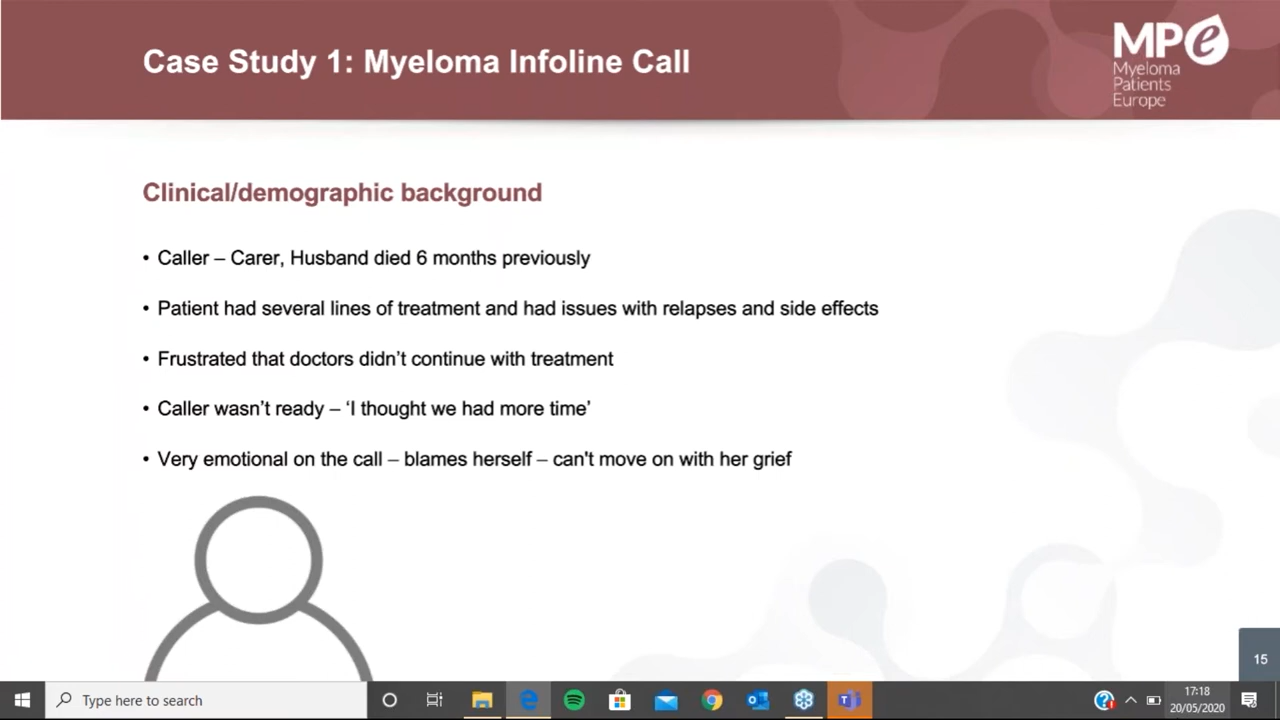 Case Study 1: Myeloma Infoline Call
MPe
Myeloma
Patients
Europe
Clinical/demographic background
• Caller – Carer, Husband died 6 months previously
• Patient had several lines of treatment and had issues with relapses and side effects
• Frustrated that doctors didn’t continue with treatment
• Caller wasn’t ready – ‘I thought we had more time’
• Very emotional on the call – blames herself – can't move on with her grief
15
Type here to search
17:18
20/05/2020